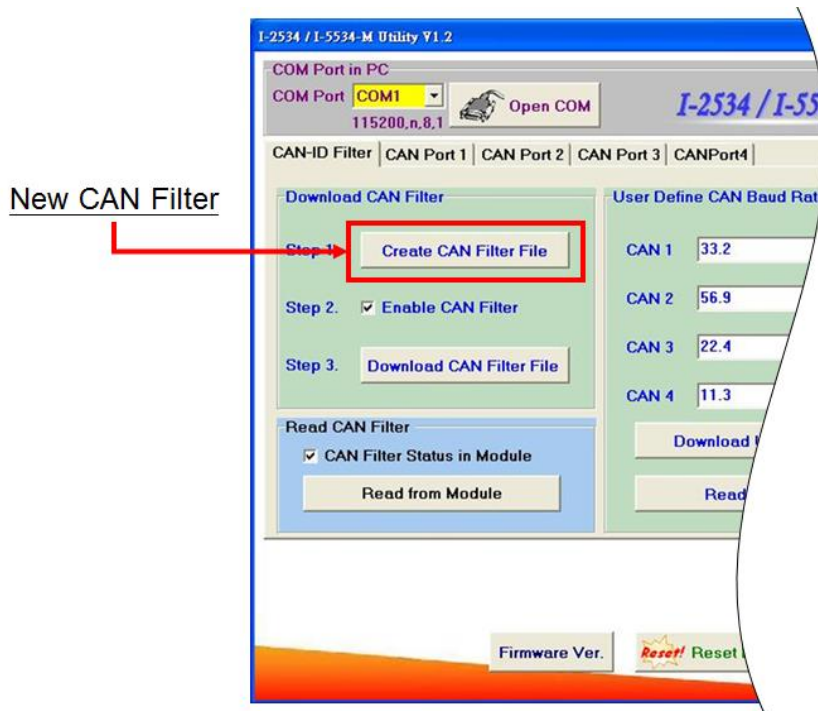 I-2534 / I-5534-M Utility V1.2
COM Port in PC
COM Port COM1 Open COM
115200,n,8,1
I-2534 / I-55
CAN-ID Filter CAN Port 1 CAN Port 2 CAN Port 3 CANPort4
New CAN Filter
Download CAN Filter
Step 1. Create CAN Filter File
Step 2. Enable CAN Filter
Step 3. Download CAN Filter File
Read CAN Filter
CAN Filter Status in Module
Read from Module
User Define CAN Baud Rat
CAN 1 33.2
CAN 2 56.9
CAN 3 22.4
CAN 4 11.3
Download
Read
Firmware Ver.
Reset! Reset